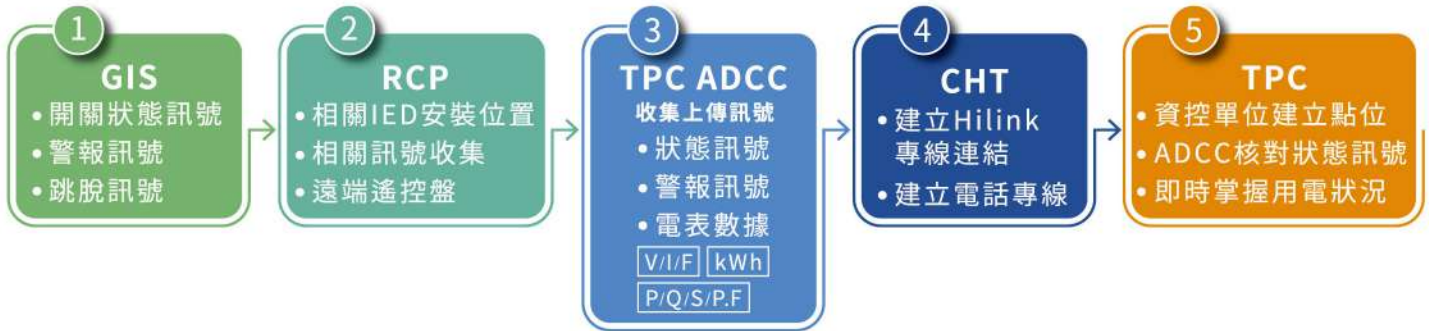 1
GIS
•開關狀態訊號
•警報訊號
•跳脫訊號
2
RCP
•相關IED安裝位置
•相關訊號收集
•遠端遙控盤
3
TPC ADCC
收集上傳訊號
•狀態訊號
•警報訊號
•電表數據
V/I/F kWh
P/Q/S/P.F
4
CHT
•建立Hilink
專線連結
•建立電話專線
5
TPC
•資控單位建立點位
•ADCC核對狀態訊號
•即時掌握用電狀況